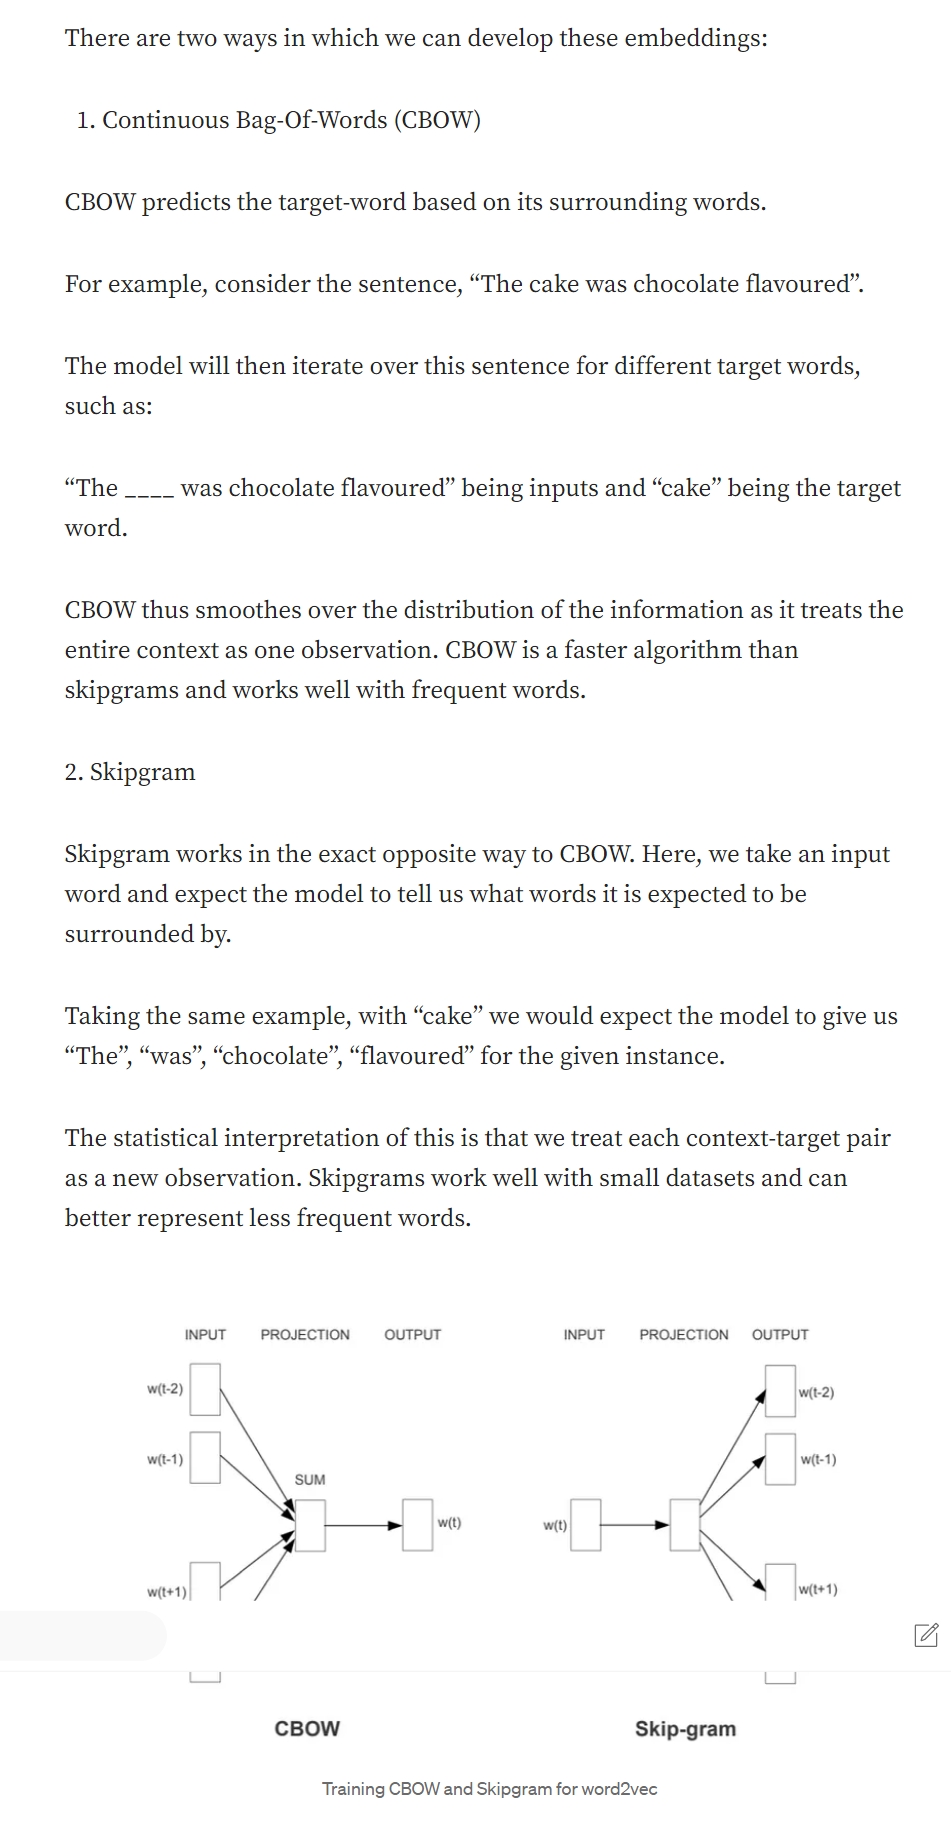 There are two ways in which we can develop these embeddings:
1. Continuous Bag-Of-Words (CBOW)
CBOW predicts the target-word based on its surrounding words.
For example, consider the sentence, “The cake was chocolate flavoured”.
The model will then iterate over this sentence for different target words,
such as:
“The ____ was chocolate flavoured” being inputs and “cake” being the target
word.
CBOW thus smoothes over the distribution of the information as it treats the
entire context as one observation. CBOW is a faster algorithm than
skipgrams and works well with frequent words.
2. Skipgram
Skipgram works in the exact opposite way to CBOW. Here, we take an input
word and expect the model to tell us what words it is expected to be
surrounded by.
Taking the same example, with “cake” we would expect the model to give us
“The”, “was”, “chocolate”, “flavoured” for the given instance.
The statistical interpretation of this is that we treat each context-target pair
as a new observation. Skipgrams work well with small datasets and can
better represent less frequent words.
INPUT PROJECTION OUTPUT INPUT PROJECTION OUTPUT
w(t-2) w(t-2)
w(t-1) w(t-1)
SUM
w(t) w(t)
w(t+1) w(t+1)
CBOW Skip-gram
Training CBOW and Skipgram for word2vec